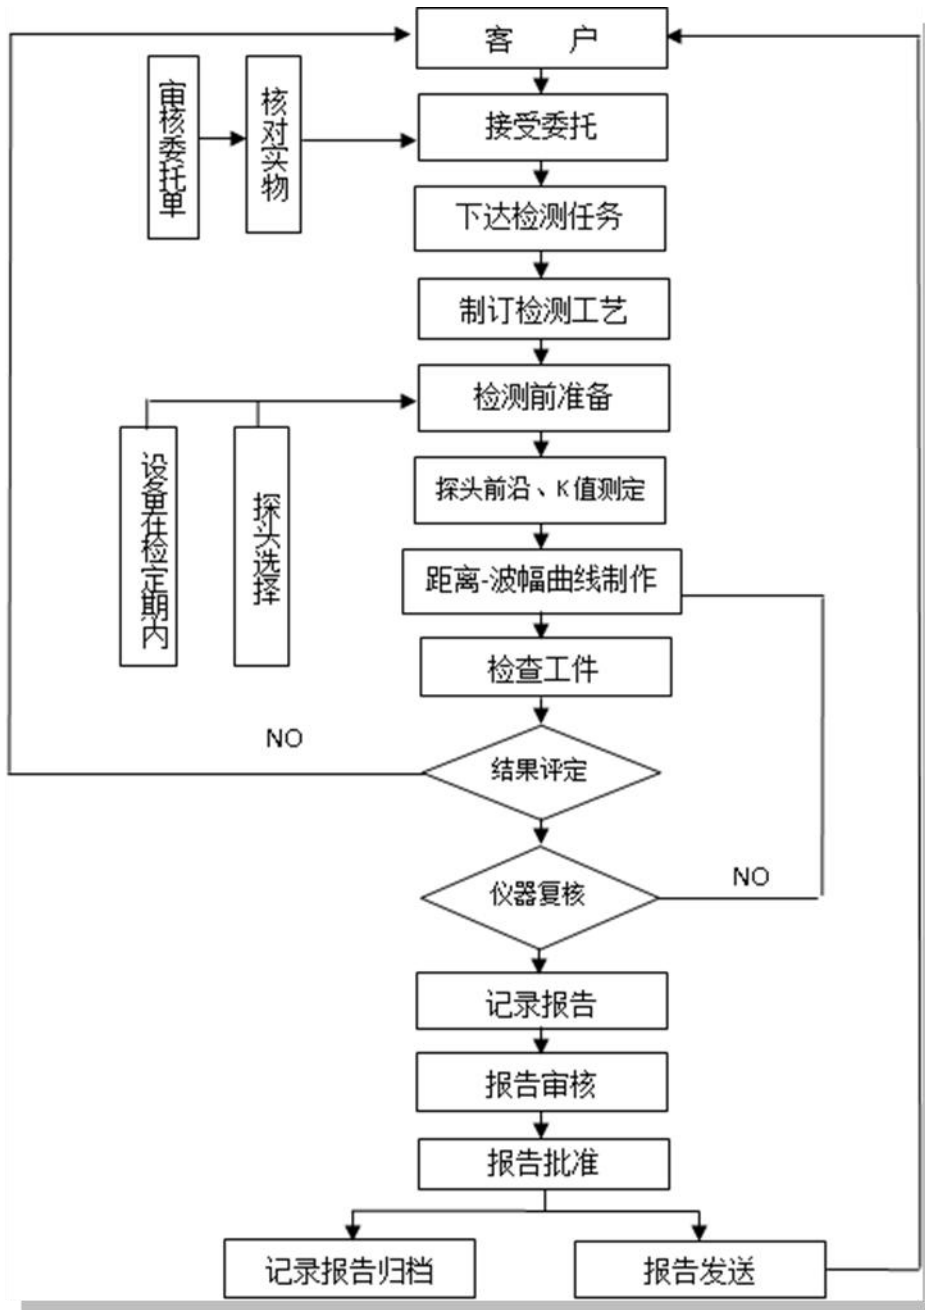 客 户
审核委托单
核对实物
接受委托
下达检测任务
制订检测工艺
检测前准备
设备在检定期内
探头选择
探头前沿、K值测定
距离-波幅曲线制作
检查工件
NO
结果评定
仪器复核
NO
记录报告
报告审核
报告批准
记录报告归档
报告发送